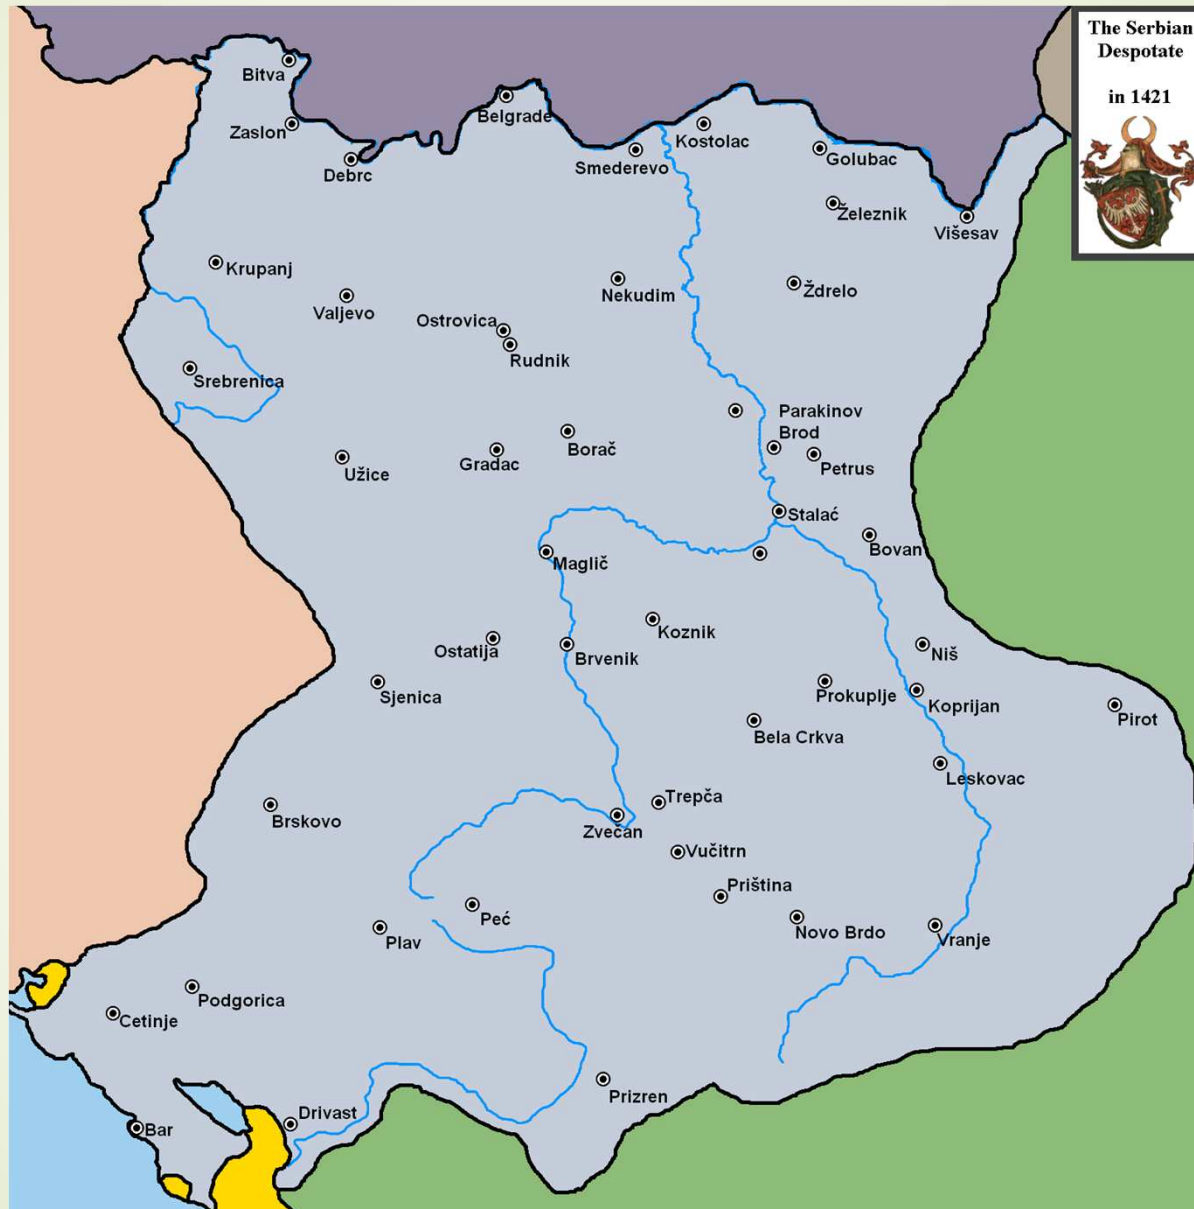 The Serbian
Despotate
in 1421
Bitva
Belgrade
Zaslon
Kostolac
Debrc
Smederevo
Golubac
Železnik
Višesav
Krupanj
Nekudim
Ždrelo
Valjevo
Ostrovica
Rudnik
Srebrenica
Parakinov
Brod
Borač
Gradac
Petrus
Užice
Stalać
Bovan
Maglič
Koznik
Ostatija
Brvenik
Niš
Sjenica
Prokuplje
Koprijan
Pirot
Bela Crkva
Leskovac
Trepča
Brskovo
Zvečan
Vučitrn
Priština
Peć
Novo Brdo
Vranje
Plav
Podgorica
Cetinje
Prizren
Drivast
Bar